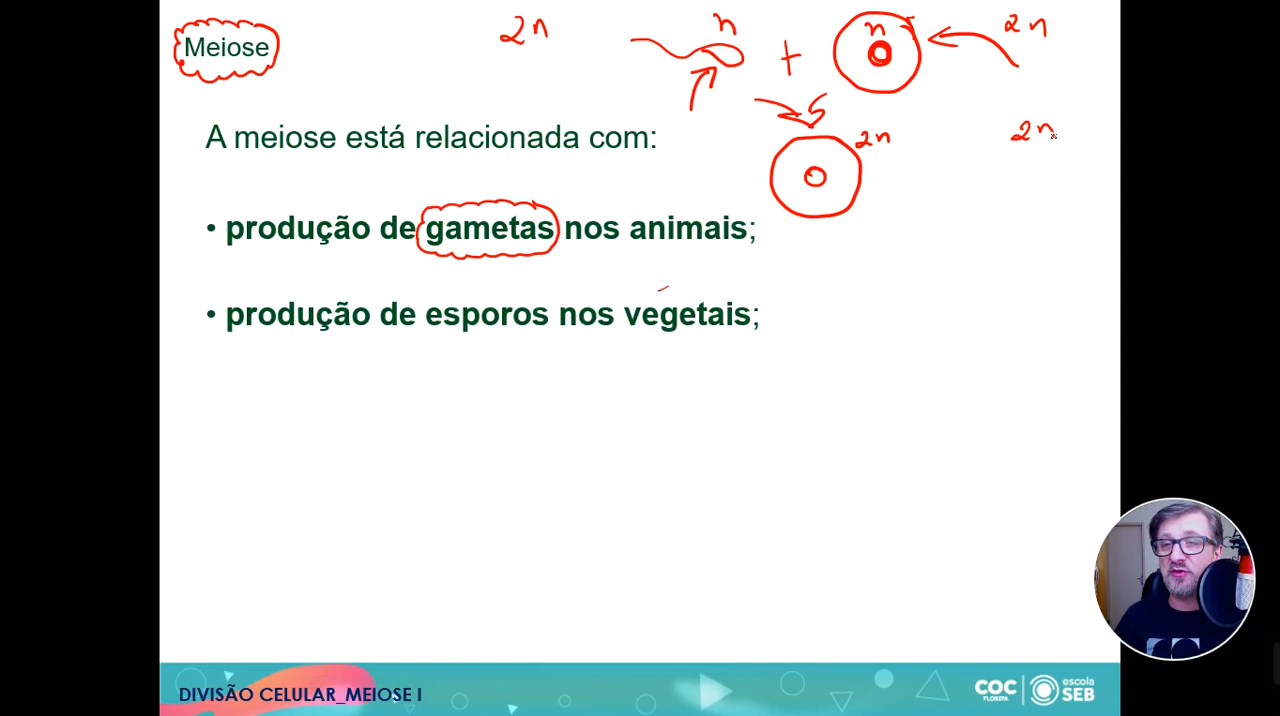 2n n n 2n
Meiose
A meiose está relacionada com:
2n 2n
• produção de gametas nos animais;
• produção de esporos nos vegetais;
DIVISÃO CELULAR_MEIOSE I
COC FLORIPA escola SEB